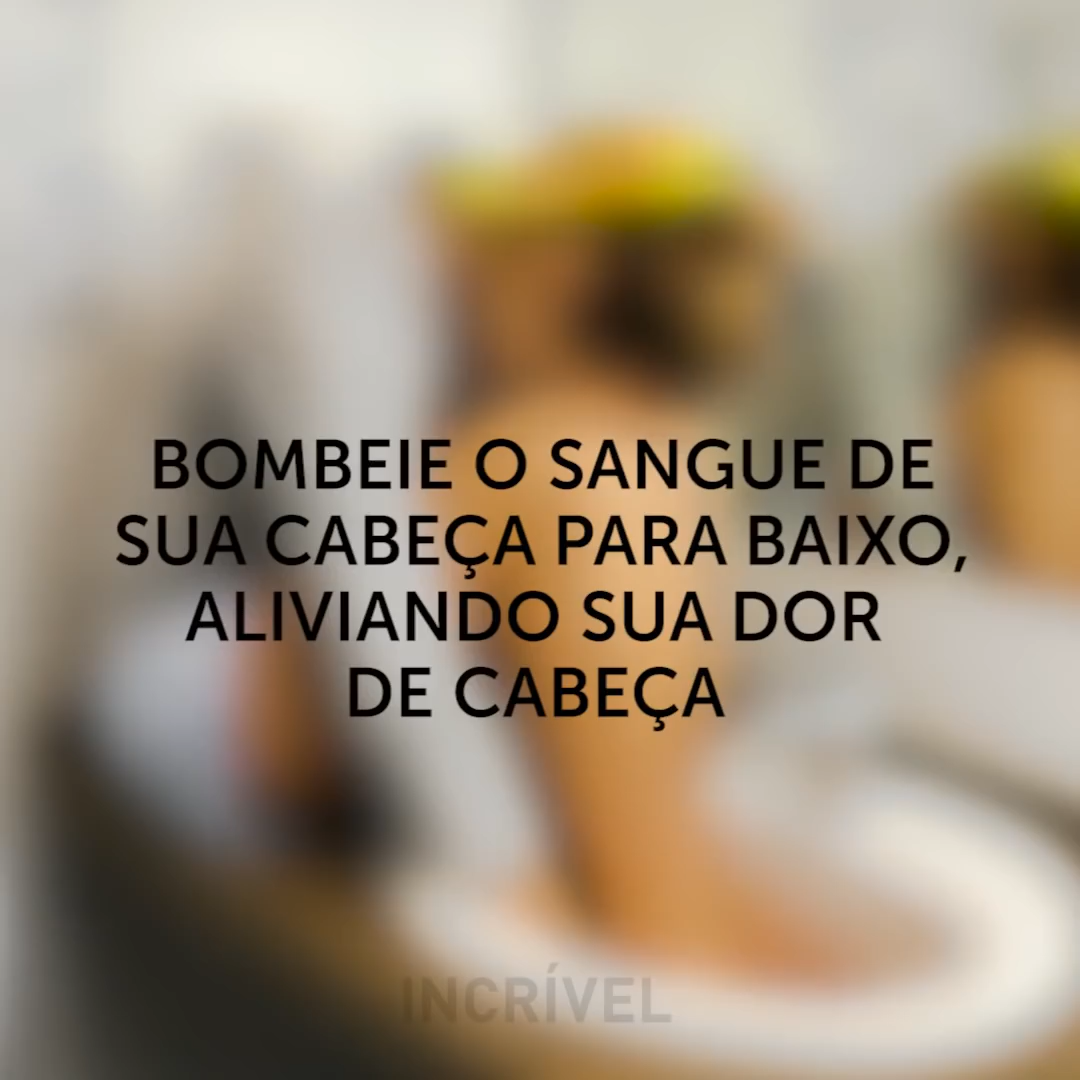 BOMBEIE O SANGUE DE
SUA CABEÇA PARA BAIXO,
ALIVIANDO SUA DOR
DE CABEÇA
INCRÍVEL